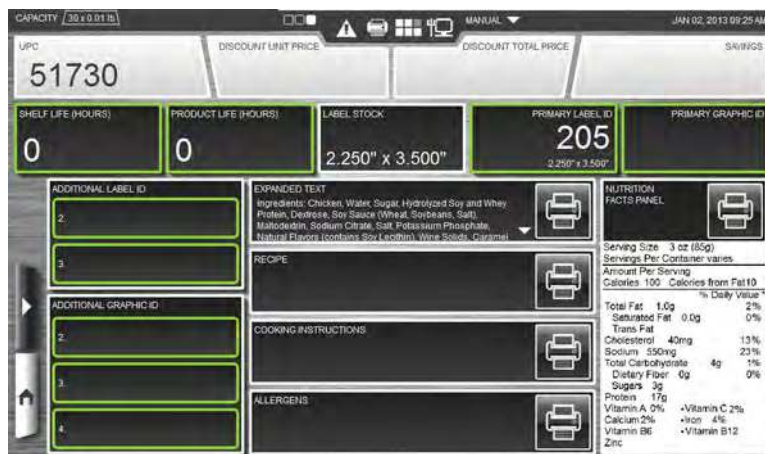 CAPACITY 30 x 0.01 lb
MANUAL
JAN 02, 2013 09:25 AM
UPC
51730
DISCOUNT UNIT PRICE
DISCOUNT TOTAL PRICE
SAVINGS
SHELF LIFE (HOURS)
0
PRODUCT LIFE (HOURS)
0
LABEL STOCK
2.250" x 3.500"
PRIMARY LABEL ID
205
2.250" x 3.500"
PRIMARY GRAPHIC ID
ADDITIONAL LABEL ID
2.
3.
ADDITIONAL GRAPHIC ID
2.
3.
4.
EXPANDED TEXT
Ingredients: Chicken, Water, Sugar, Hydrolyzed Soy and Whey
Protein, Dextrose, Soy Sauce (Wheat, Soybeans, Salt),
Maltodextrin, Sodium Citrate, Salt, Potassium Phosphate,
Natural Flavors (contains Soy Lecithin), Wine Solids, Caramel
RECIPE
COOKING INSTRUCTIONS
ALLERGENS
NUTRITION
FACTS PANEL
Serving Size 3 oz (85g)
Servings Per Container varies
Amount Per Serving
Calories 100 Calories from Fat 10
% Daily Value *
Total Fat 1.0g 2%
Saturated Fat 0.0g 0%
Trans Fat
Cholesterol 40mg 13%
Sodium 550mg 23%
Total Carbohydrate 4g 1%
Dietary Fiber 0g 0%
Sugars 3g
Protein 17g
Vitamin A 0% •Vitamin C 2%
Calcium 2% •Iron 4%
Vitamin B6 •Vitamin B12
Zinc